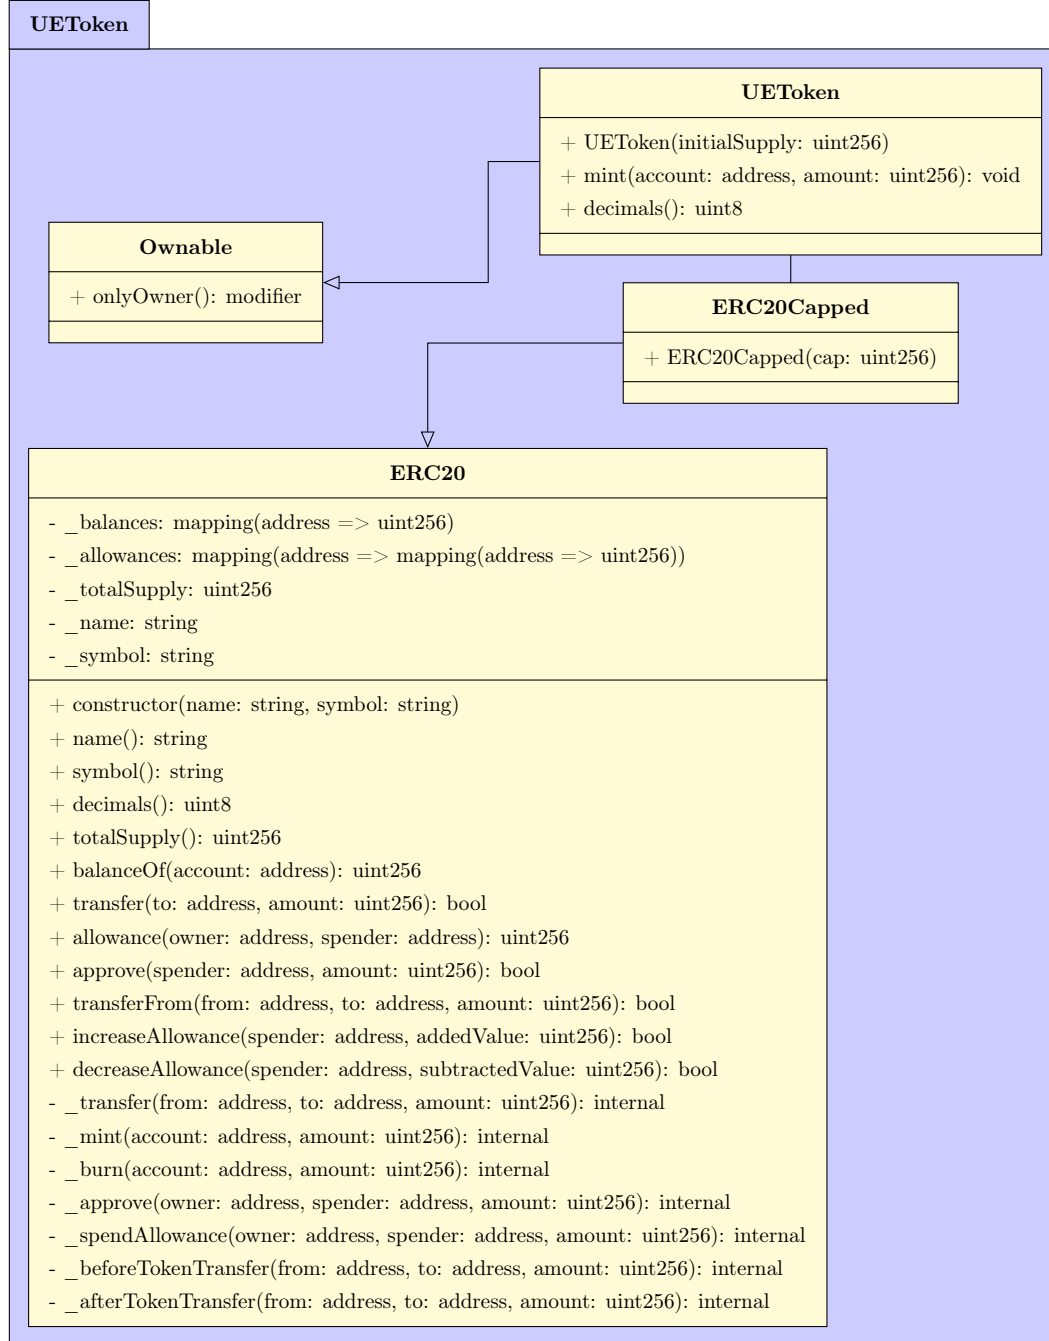 UEToken
UEToken
+ UEToken(initialSupply: uint256)
+ mint(account: address, amount: uint256): void
+ decimals(): uint8
Ownable
+ onlyOwner(): modifier
ERC20Capped
+ ERC20Capped(cap: uint256)
ERC20
- _balances: mapping(address => uint256)
- _allowances: mapping(address => mapping(address => uint256))
- _totalSupply: uint256
- _name: string
- _symbol: string
+ constructor(name: string, symbol: string)
+ name(): string
+ symbol(): string
+ decimals(): uint8
+ totalSupply(): uint256
+ balanceOf(account: address): uint256
+ transfer(to: address, amount: uint256): bool
+ allowance(owner: address, spender: address): uint256
+ approve(spender: address, amount: uint256): bool
+ transferFrom(from: address, to: address, amount: uint256): bool
+ increaseAllowance(spender: address, addedValue: uint256): bool
+ decreaseAllowance(spender: address, subtractedValue: uint256): bool
- _transfer(from: address, to: address, amount: uint256): internal
- _mint(account: address, amount: uint256): internal
- _burn(account: address, amount: uint256): internal
- _approve(owner: address, spender: address, amount: uint256): internal
- _spendAllowance(owner: address, spender: address, amount: uint256): internal
- _beforeTokenTransfer(from: address, to: address, amount: uint256): internal
- _afterTokenTransfer(from: address, to: address, amount: uint256): internal